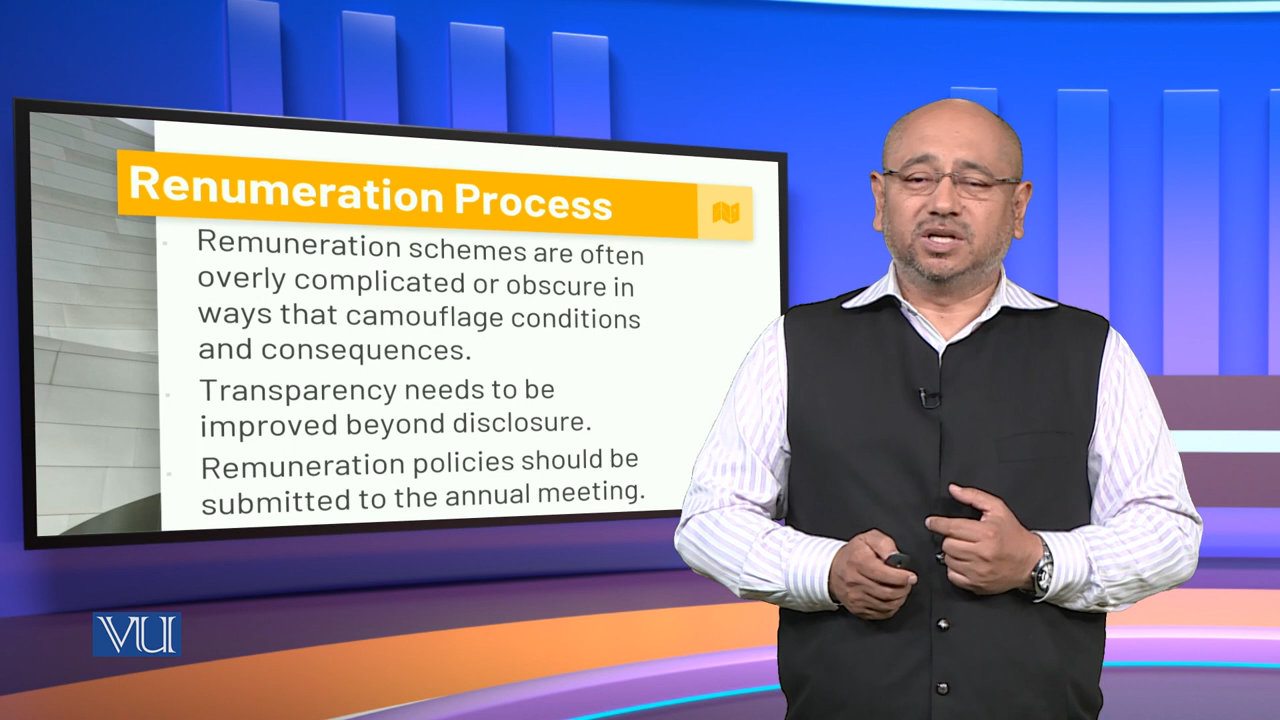 Renumeration Process
Remuneration schemes are often
overly complicated or obscure in
ways that camouflage conditions
and consequences.
Transparency needs to be
improved beyond disclosure.
Remuneration policies should be
submitted to the annual meeting.
VU